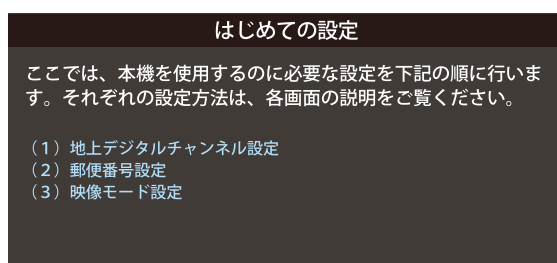 はじめての設定
ここでは、本機を使用するのに必要な設定を下記の順に行いま
す。それぞれの設定方法は、各画面の説明をご覧ください。
（１）地上デジタルチャンネル設定
（２）郵便番号設定
（３）映像モード設定